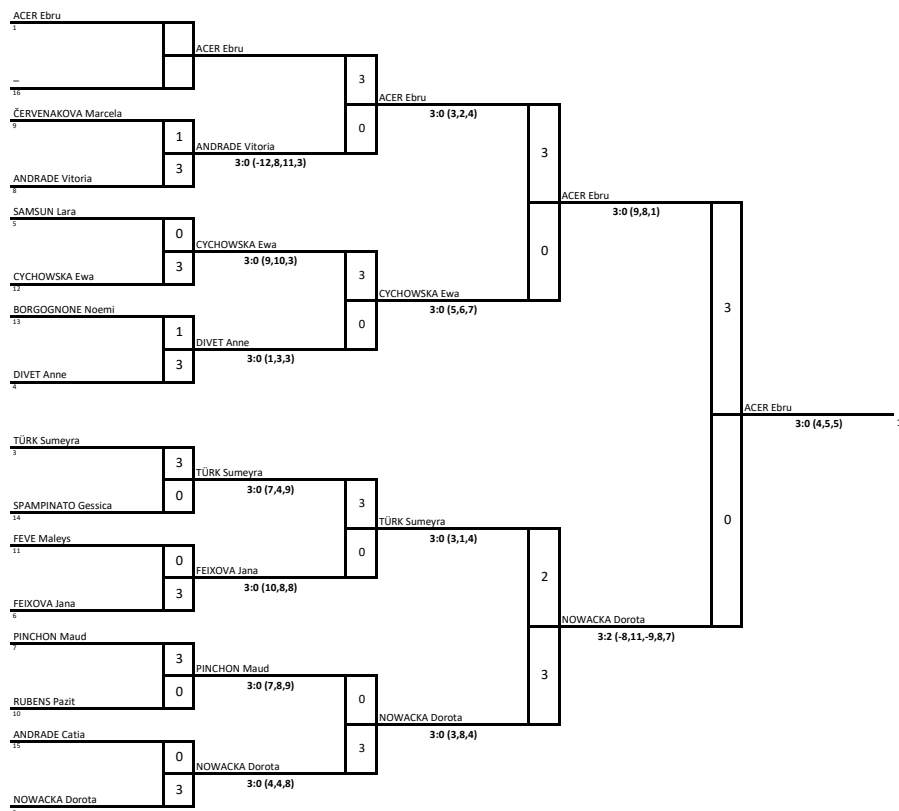 ACER Ebru
1
ACER Ebru
–
16
3
ACER Ebru
3:0 (3,2,4)
0
ČERVENAKOVA Marcela
9
1
ANDRADE Vitoria
3:0 (-12,8,11,3)
3
ANDRADE Vitoria
8
3
ACER Ebru
3:0 (9,8,1)
0
SAMSUN Lara
5
0
CYCHOWSKA Ewa
3:0 (9,10,3)
3
CYCHOWSKA Ewa
12
3
CYCHOWSKA Ewa
3:0 (5,6,7)
0
BORGOGNONE Noemi
13
1
DIVET Anne
3:0 (1,3,3)
3
DIVET Anne
4
3
ACER Ebru
3:0 (4,5,5)
0
TÜRK Sumeyra
3
3
TÜRK Sumeyra
3:0 (7,4,9)
0
SPAMPINATO Gessica
14
3
TÜRK Sumeyra
3:0 (3,1,4)
0
FEVE Maleys
11
0
FEIXOVA Jana
3:0 (10,8,8)
3
FEIXOVA Jana
6
2
NOWACKA Dorota
3:2 (-8,11,-9,8,7)
3
PINCHON Maud
7
3
PINCHON Maud
3:0 (7,8,9)
0
RUBENS Pazit
10
0
NOWACKA Dorota
3:0 (3,8,4)
3
ANDRADE Catia
15
0
NOWACKA Dorota
3:0 (4,4,8)
3
NOWACKA Dorota